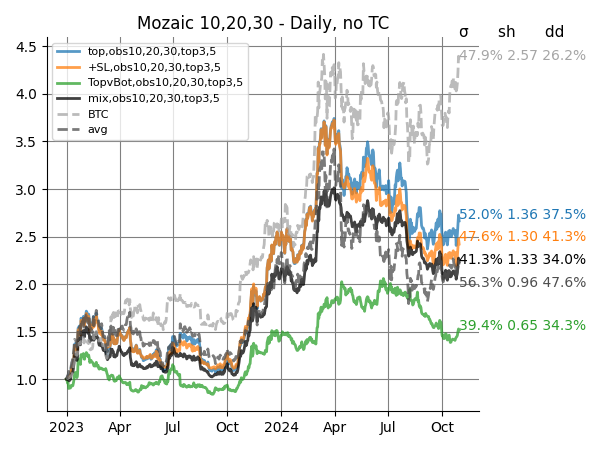 Mozaic 10,20,30 - Daily, no TC
σ sh dd
top,obs10,20,30,top3,5
+SL,obs10,20,30,top3,5
TopvBot,obs10,20,30,top3,5
mix,obs10,20,30,top3,5
BTC
avg
47.9% 2.57 26.2%
52.0% 1.36 37.5%
47.6% 1.30 41.3%
41.3% 1.33 34.0%
56.3% 0.96 47.6%
39.4% 0.65 34.3%
4.5
4.0
3.5
3.0
2.5
2.0
1.5
1.0
2023 Apr Jul Oct 2024 Apr Jul Oct